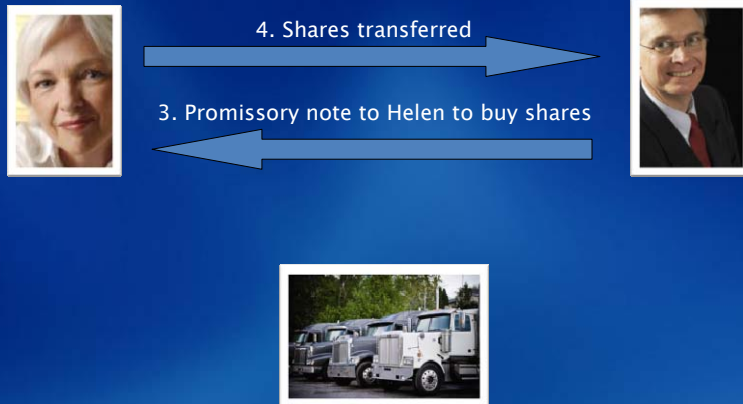 4. Shares transferred
3. Promissory note to Helen to buy shares